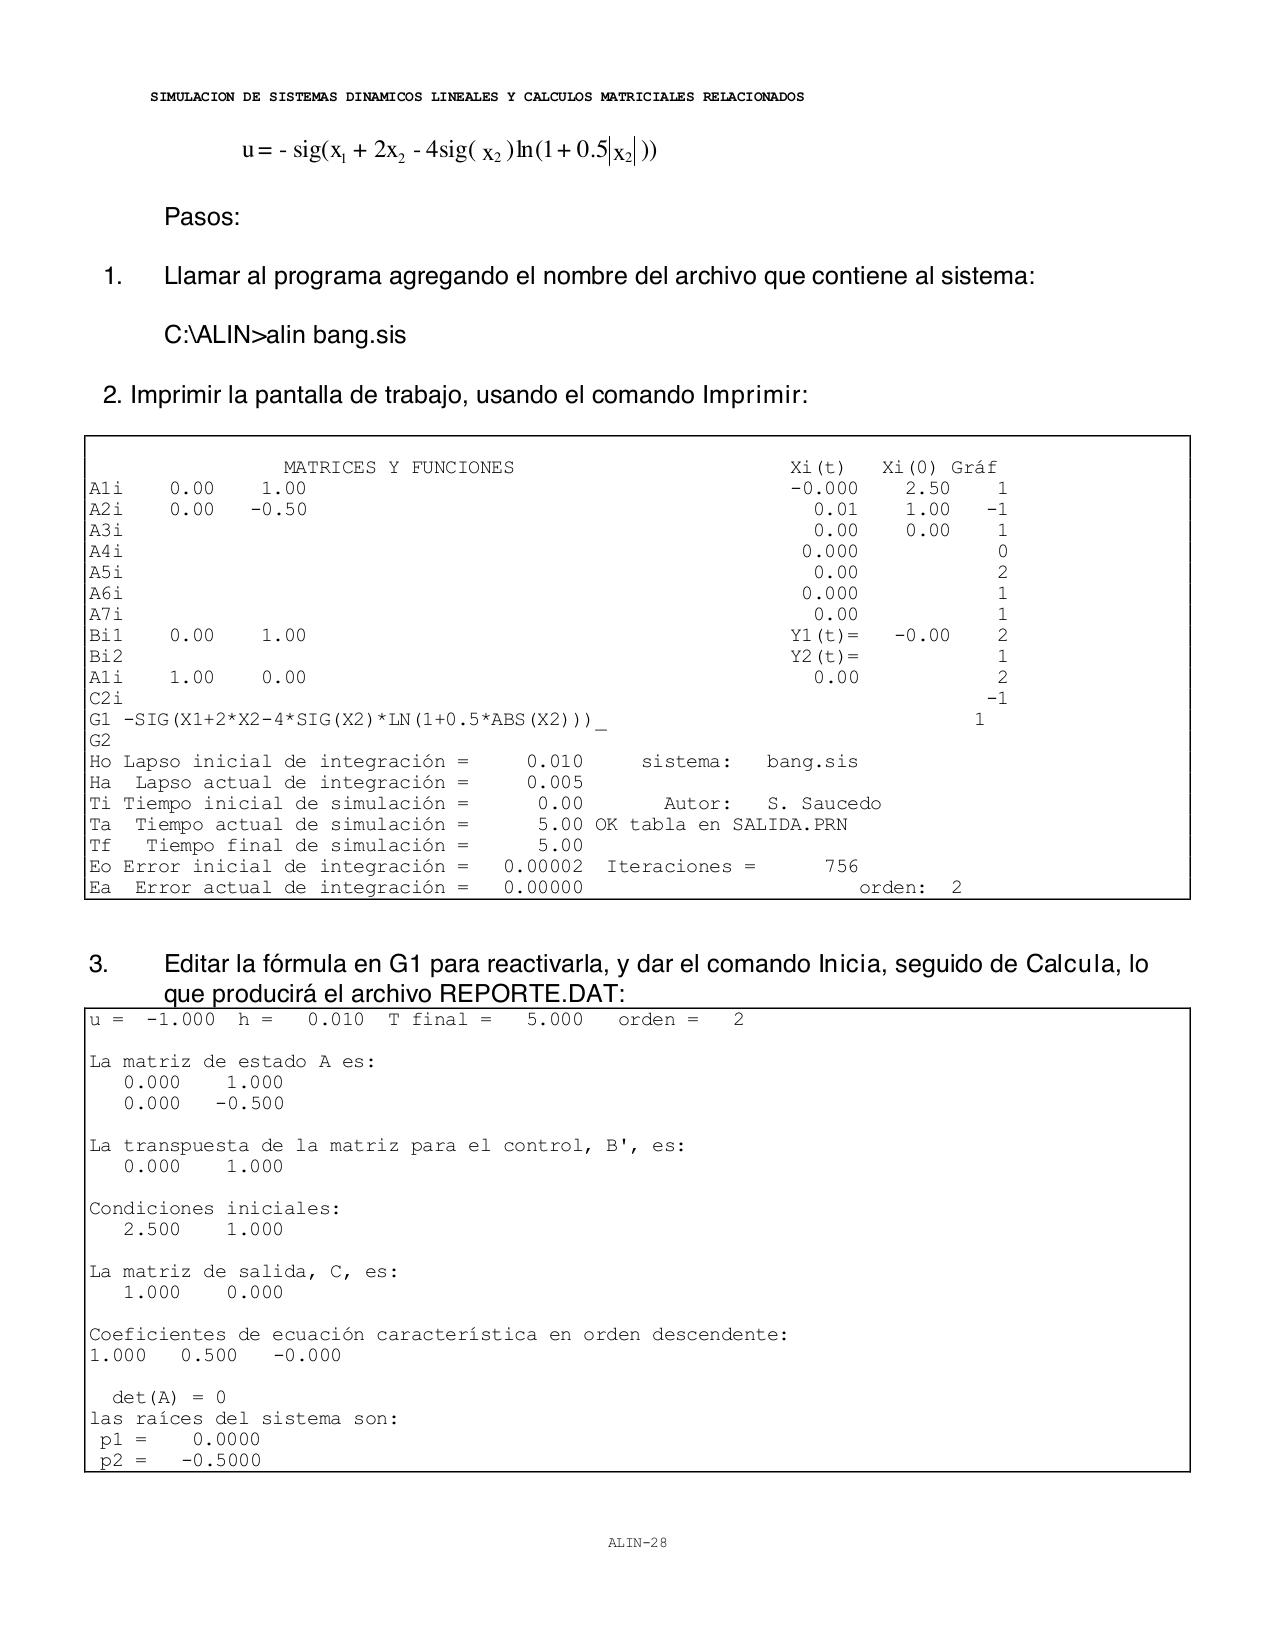 SIMULACION DE SISTEMAS DINAMICOS LINEALES Y CALCULOS MATRICIALES RELACIONADOS
u = - sig(x1 + 2x2 - 4sig( x2 )ln(1 + 0.5|x2| ))
Pasos:
1. Llamar al programa agregando el nombre del archivo que contiene al sistema:
C:\ALIN>alin bang.sis
2. Imprimir la pantalla de trabajo, usando el comando Imprimir:
MATRICES Y FUNCIONES Xi(t) Xi(0) Gráf
A1i 0.00 1.00 -0.000 2.50 1
A2i 0.00 -0.50 0.01 1.00 -1
A3i 0.00 0.00 1
A4i 0.000 0
A5i 0.00 2
A6i 0.000 1
A7i 0.00 1
Bi1 0.00 1.00 Y1(t)= -0.00 2
Bi2 Y2(t)= 1
A1i 1.00 0.00 0.00 2
C2i -1
G1 -SIG(X1+2*X2-4*SIG(X2)*LN(1+0.5*ABS(X2)))_ 1
G2
Ho Lapso inicial de integración = 0.010 sistema: bang.sis
Ha Lapso actual de integración = 0.005
Ti Tiempo inicial de simulación = 0.00 Autor: S. Saucedo
Ta Tiempo actual de simulación = 5.00 OK tabla en SALIDA.PRN
Tf Tiempo final de simulación = 5.00
Eo Error inicial de integración = 0.00002 Iteraciones = 756
Ea Error actual de integración = 0.00000 orden: 2
3. Editar la fórmula en G1 para reactivarla, y dar el comando Inicia, seguido de Calcula, lo
que producirá el archivo REPORTE.DAT:
u = -1.000 h = 0.010 T final = 5.000 orden = 2
La matriz de estado A es:
0.000 1.000
0.000 -0.500
La transpuesta de la matriz para el control, B', es:
0.000 1.000
Condiciones iniciales:
2.500 1.000
La matriz de salida, C, es:
1.000 0.000
Coeficientes de ecuación característica en orden descendente:
1.000 0.500 -0.000
det(A) = 0
las raíces del sistema son:
p1 = 0.0000
p2 = -0.5000
ALIN-28